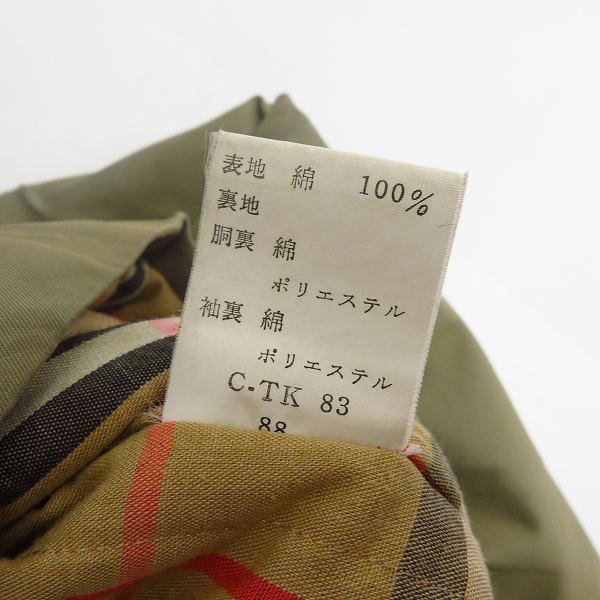 表地 綿 100%
裏地
胴裏 綿
ポリエステル
袖裏 綿
ポリエステル
C-TK 83
88